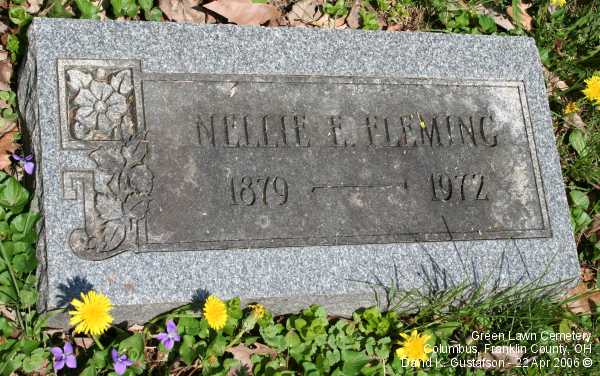 NELLIE E. FLEMING
1879 — 1972
Green Lawn Cemetery
Columbus, Franklin County, OH
David K. Gustafson - 22 Apr 2006 ©